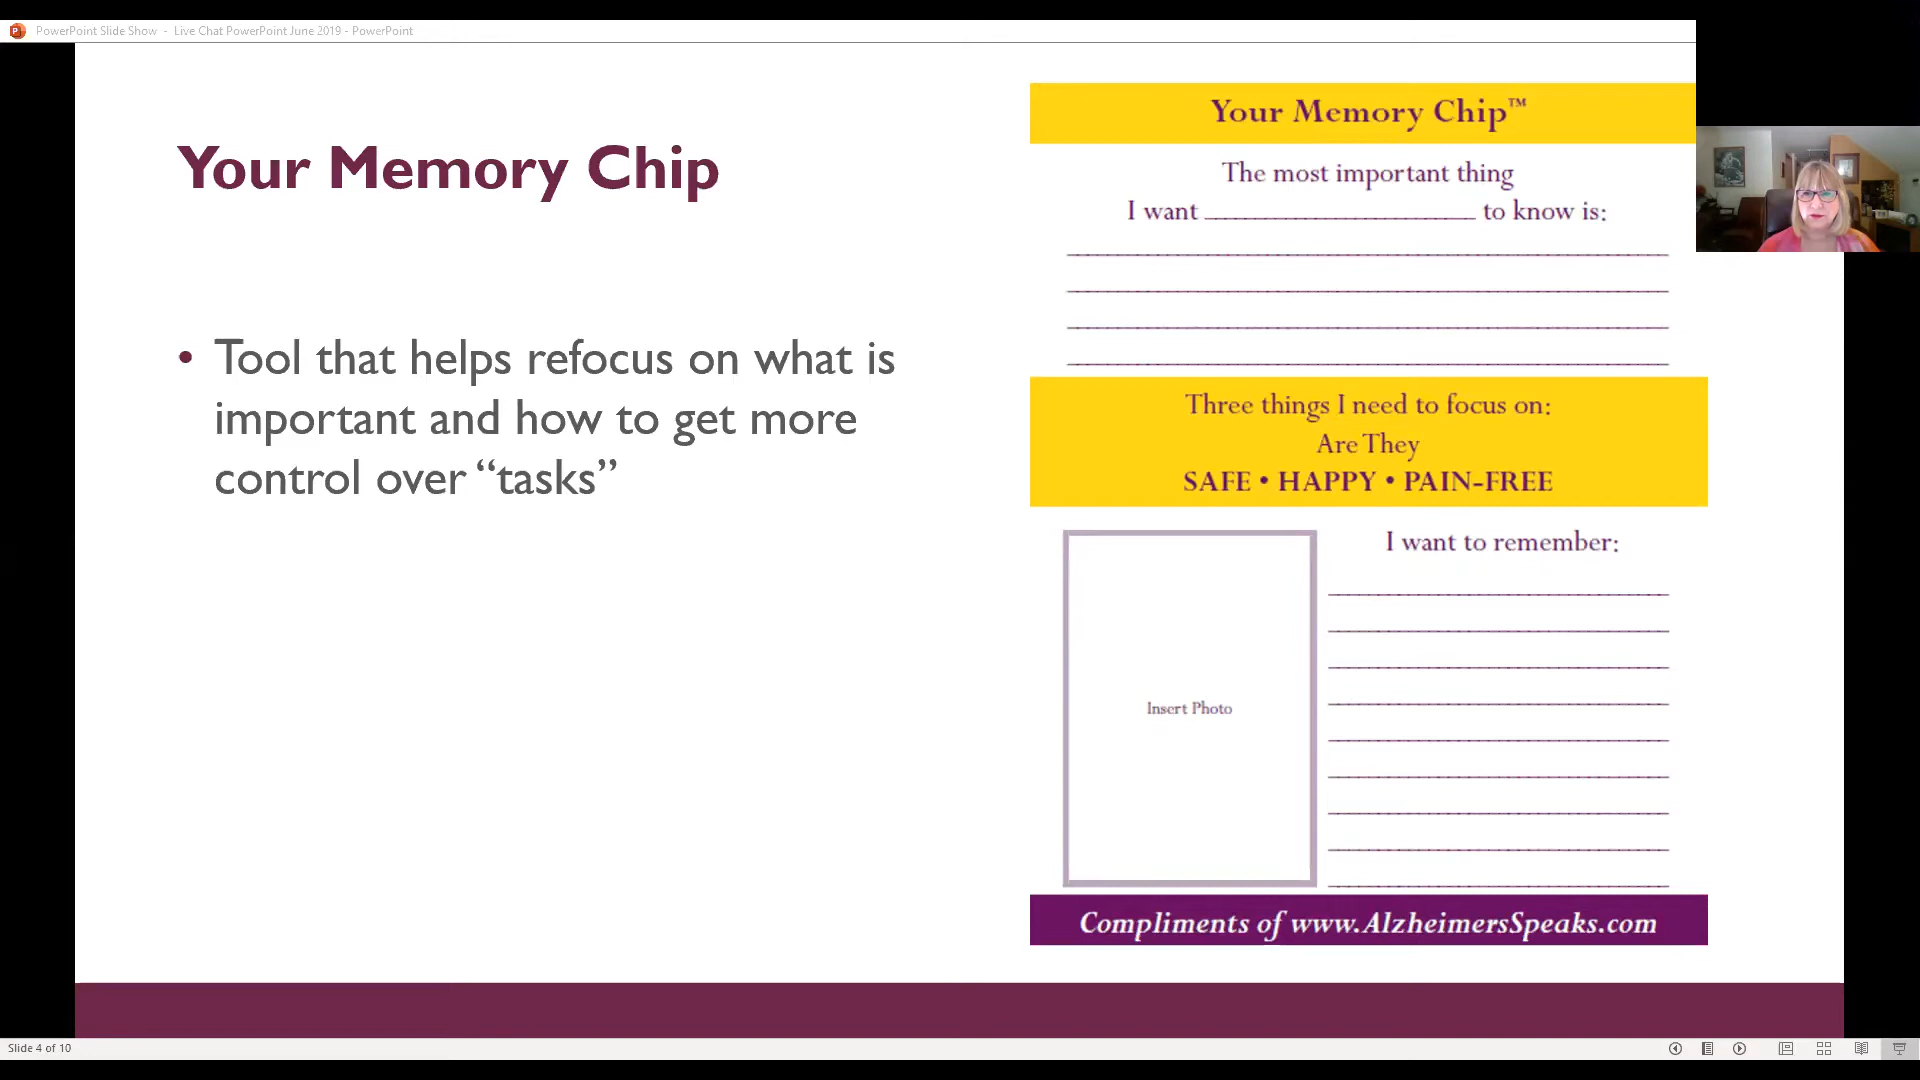 PowerPoint Slide Show - Live Chat PowerPoint June 2019 - PowerPoint
Your Memory Chip
• Tool that helps refocus on what is
important and how to get more
control over “tasks”
Your Memory Chip™
The most important thing
I want ____________________ to know is:
Three things I need to focus on:
Are They
SAFE • HAPPY • PAIN-FREE
Insert Photo
I want to remember:
Compliments of www.AlzheimersSpeaks.com
Slide 4 of 10